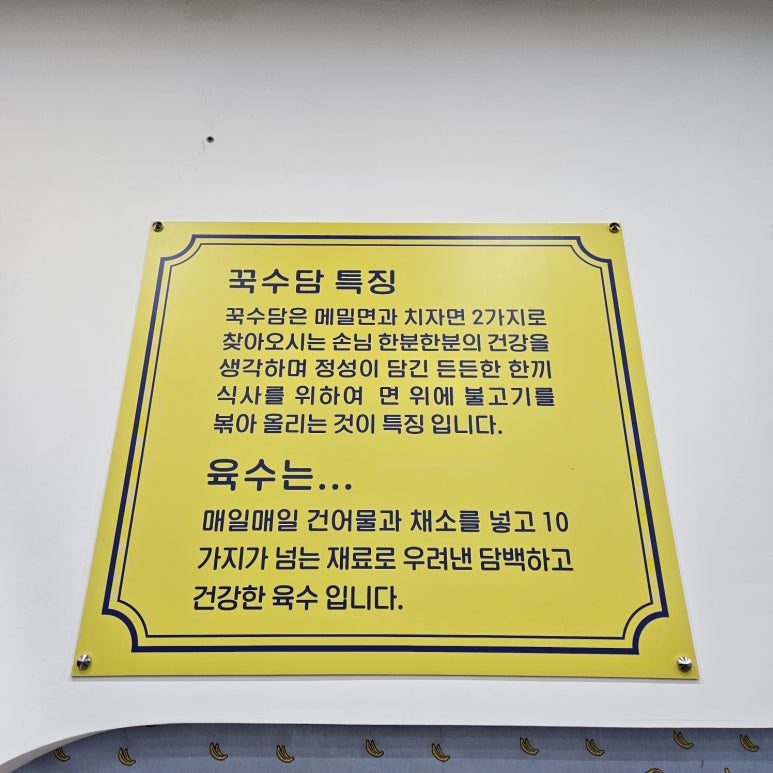 꾹수담 특징
꾹수담은 메밀면과 치자면 2가지로
찾아오시는 손님 한분한분의 건강을
생각하며 정성이 담긴 든든한 한끼
식사를 위하여 면 위에 불고기를
볶아 올리는 것이 특징 입니다.
육수는...
매일매일 건어물과 채소를 넣고 10
가지가 넘는 재료로 우려낸 담백하고
건강한 육수 입니다.